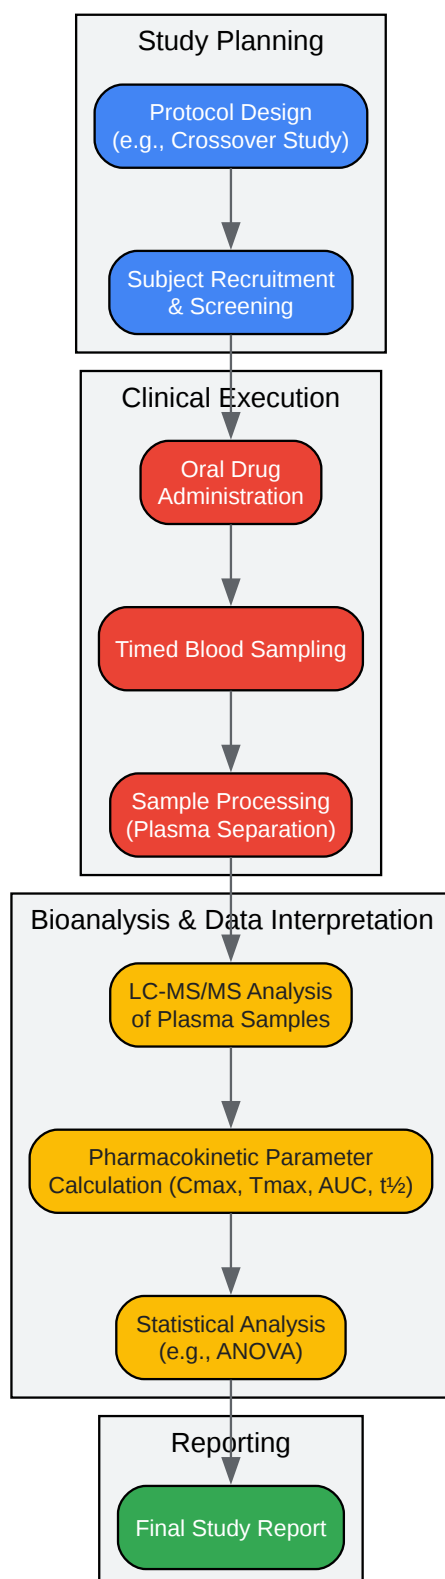 Study Planning
Protocol Design
(e.g., Crossover Study)
Subject Recruitment
& Screening
Clinical Execution
Oral Drug
Administration
Timed Blood Sampling
Sample Processing
(Plasma Separation)
Bioanalysis & Data Interpretation
LC-MS/MS Analysis
of Plasma Samples
Pharmacokinetic Parameter
Calculation (Cmax, Tmax, AUC, t½)
Statistical Analysis
(e.g., ANOVA)
Reporting
Final Study Report